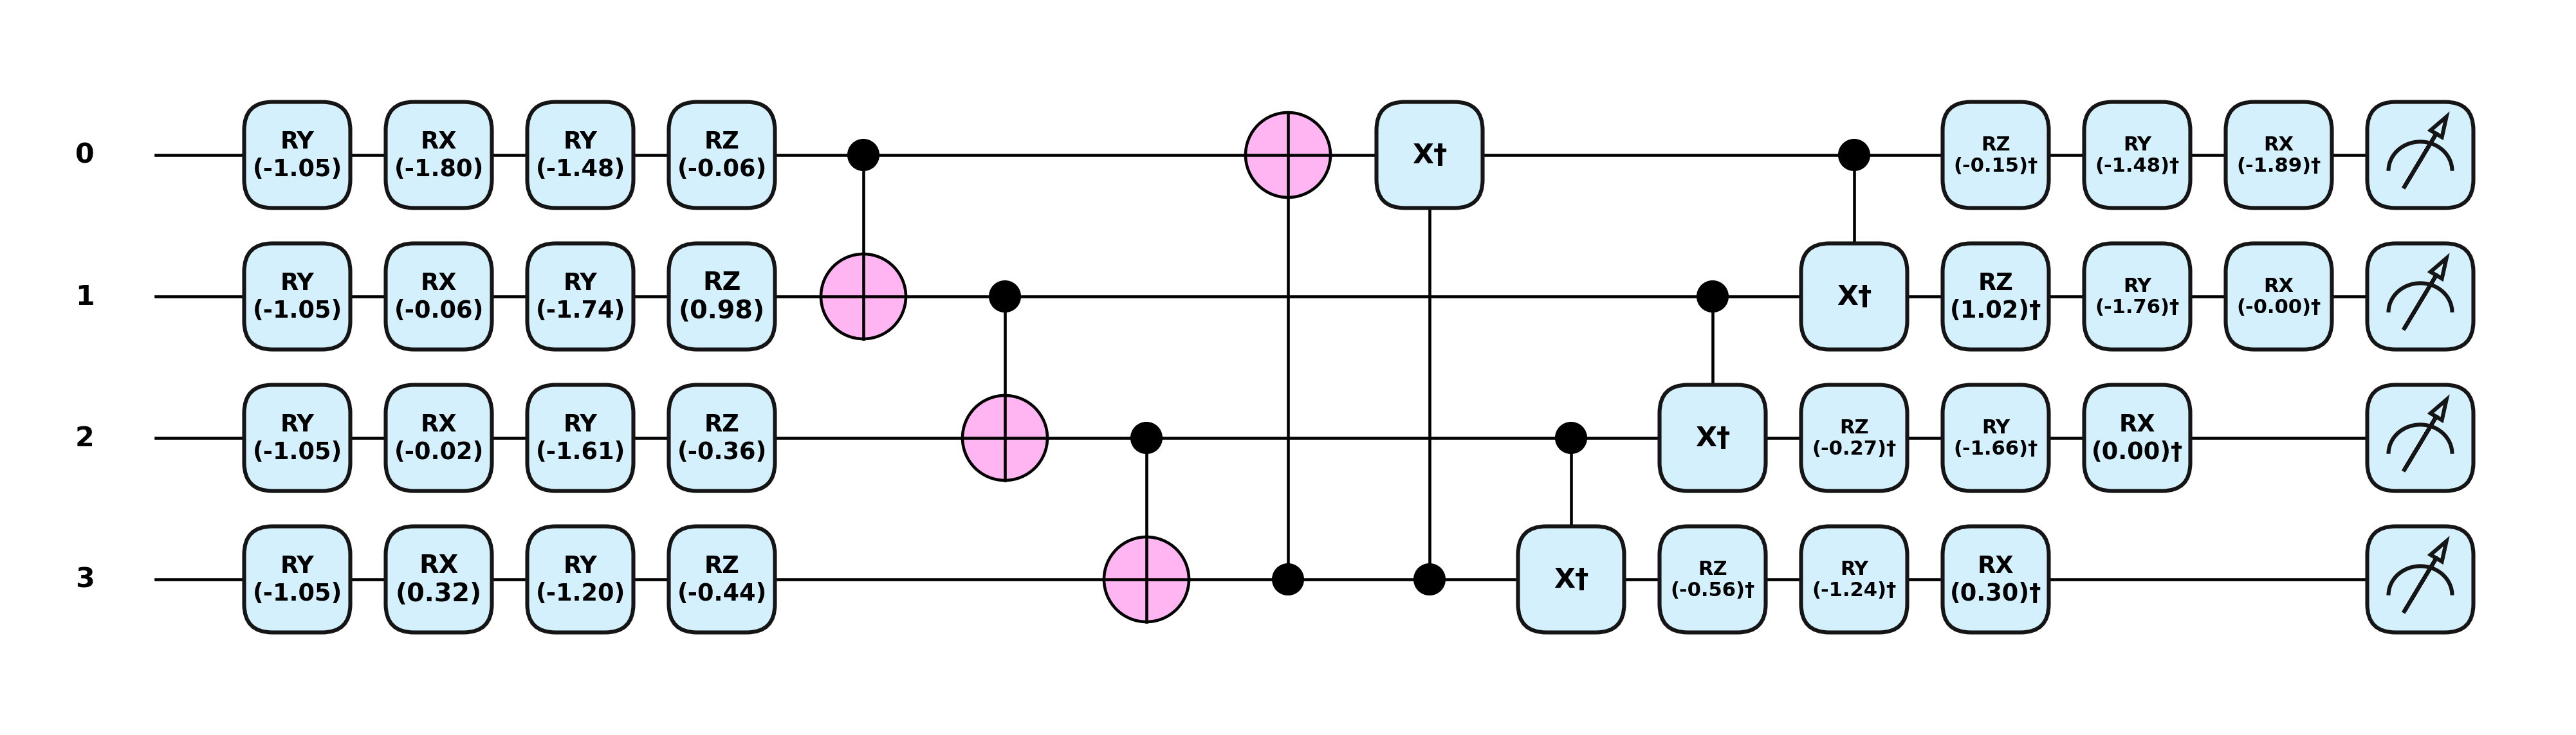 0
RY
(-1.05)
RX
(-1.80)
RY
(-1.48)
RZ
(-0.06)
X†
RZ
(-0.15)†
RY
(-1.48)†
RX
(-1.89)†
1
RY
(-1.05)
RX
(-0.06)
RY
(-1.74)
RZ
(0.98)
X†
RZ
(1.02)†
RY
(-1.76)†
RX
(-0.00)†
2
RY
(-1.05)
RX
(-0.02)
RY
(-1.61)
RZ
(-0.36)
X†
RZ
(-0.27)†
RY
(-1.66)†
RX
(0.00)†
3
RY
(-1.05)
RX
(0.32)
RY
(-1.20)
RZ
(-0.44)
X†
RZ
(-0.56)†
RY
(-1.24)†
RX
(0.30)†